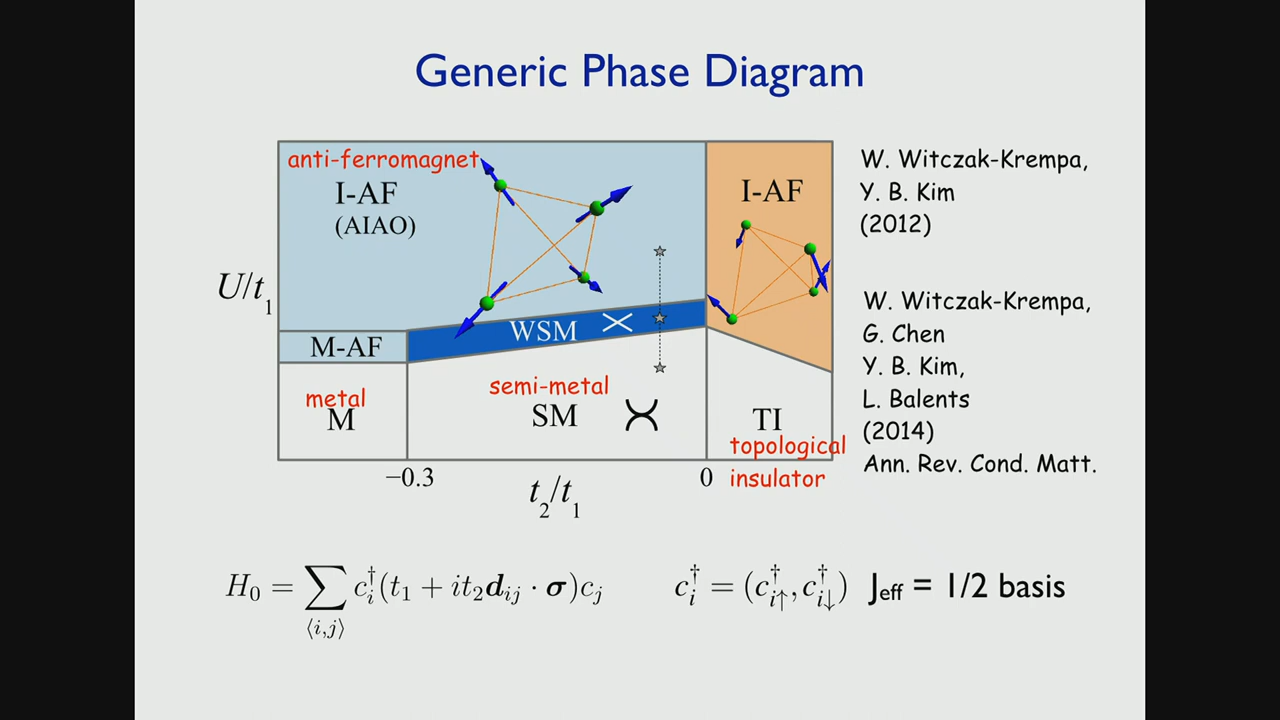 Generic Phase Diagram
anti-ferromagnet
I-AF
(AIAO)
I-AF
U/t₁
WSM
M-AF
metal
M
semi-metal
SM
TI
topological
insulator
−0.3
0
t₂/t₁
W. Witczak-Krempa,
Y. B. Kim
(2012)
W. Witczak-Krempa,
G. Chen
Y. B. Kim,
L. Balents
(2014)
Ann. Rev. Cond. Matt.
H₀ = ∑⟨i,j⟩ c†ᵢ(t₁ + it₂dᵢⱼ · σ)cⱼ c†ᵢ = (c†ᵢ↑, c†ᵢ↓) Jeff = 1/2 basis